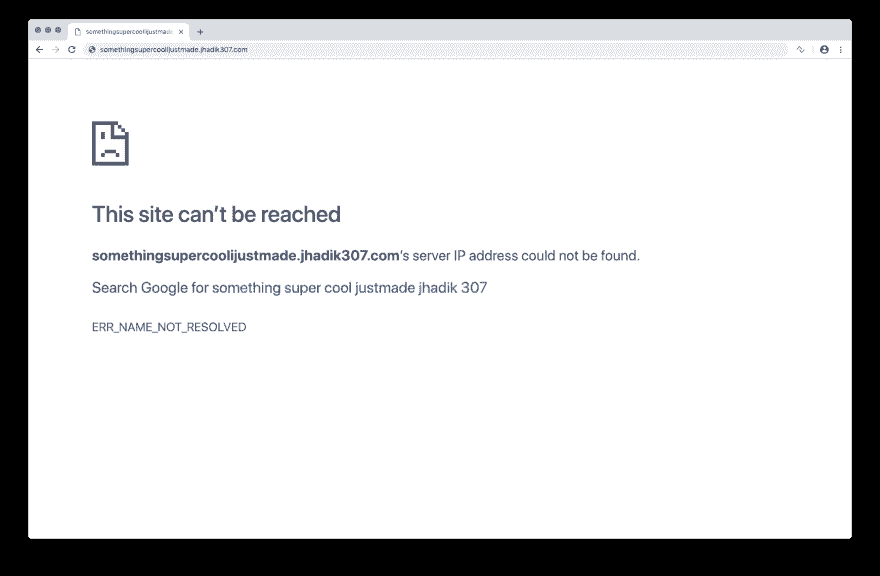 somethingsupercoolijustmade
somethingsupercoolijustmade.jhadik307.com
This site can't be reached
somethingsupercoolijustmade.jhadik307.com's server IP address could not be found.
Search Google for something super cool justmade jhadik 307
ERR_NAME_NOT_RESOLVED